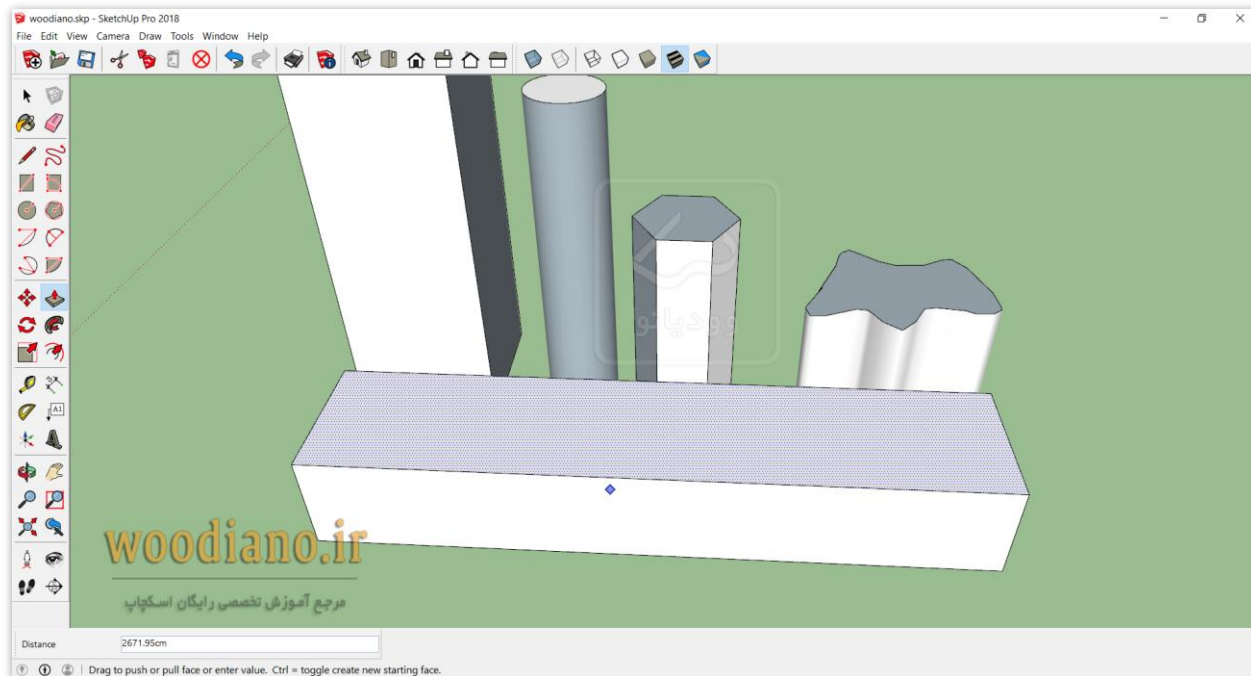 woodiano.skp - SketchUp Pro 2018
File Edit View Camera Draw Tools Window Help
A1
وودیانو
woodiano.ir
مرجع آموزش تخصصی رایگان اسکچاپ
Distance 2671.95cm
Drag to push or pull face or enter value. Ctrl = toggle create new starting face.